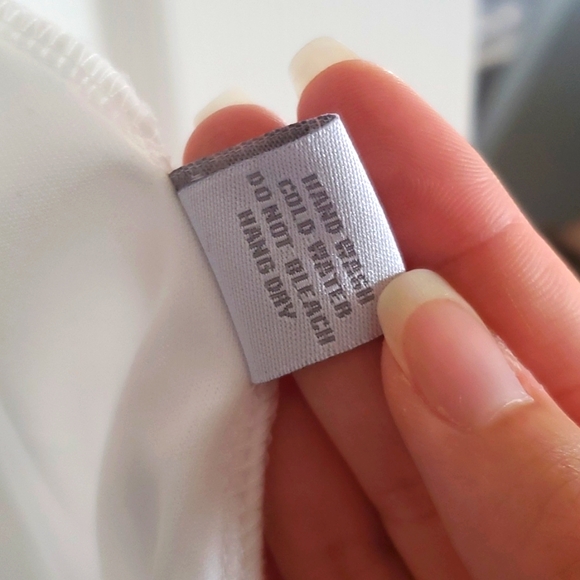 HAND WASH
COLD WATER
DO NOT BLEACH
HANG DRY